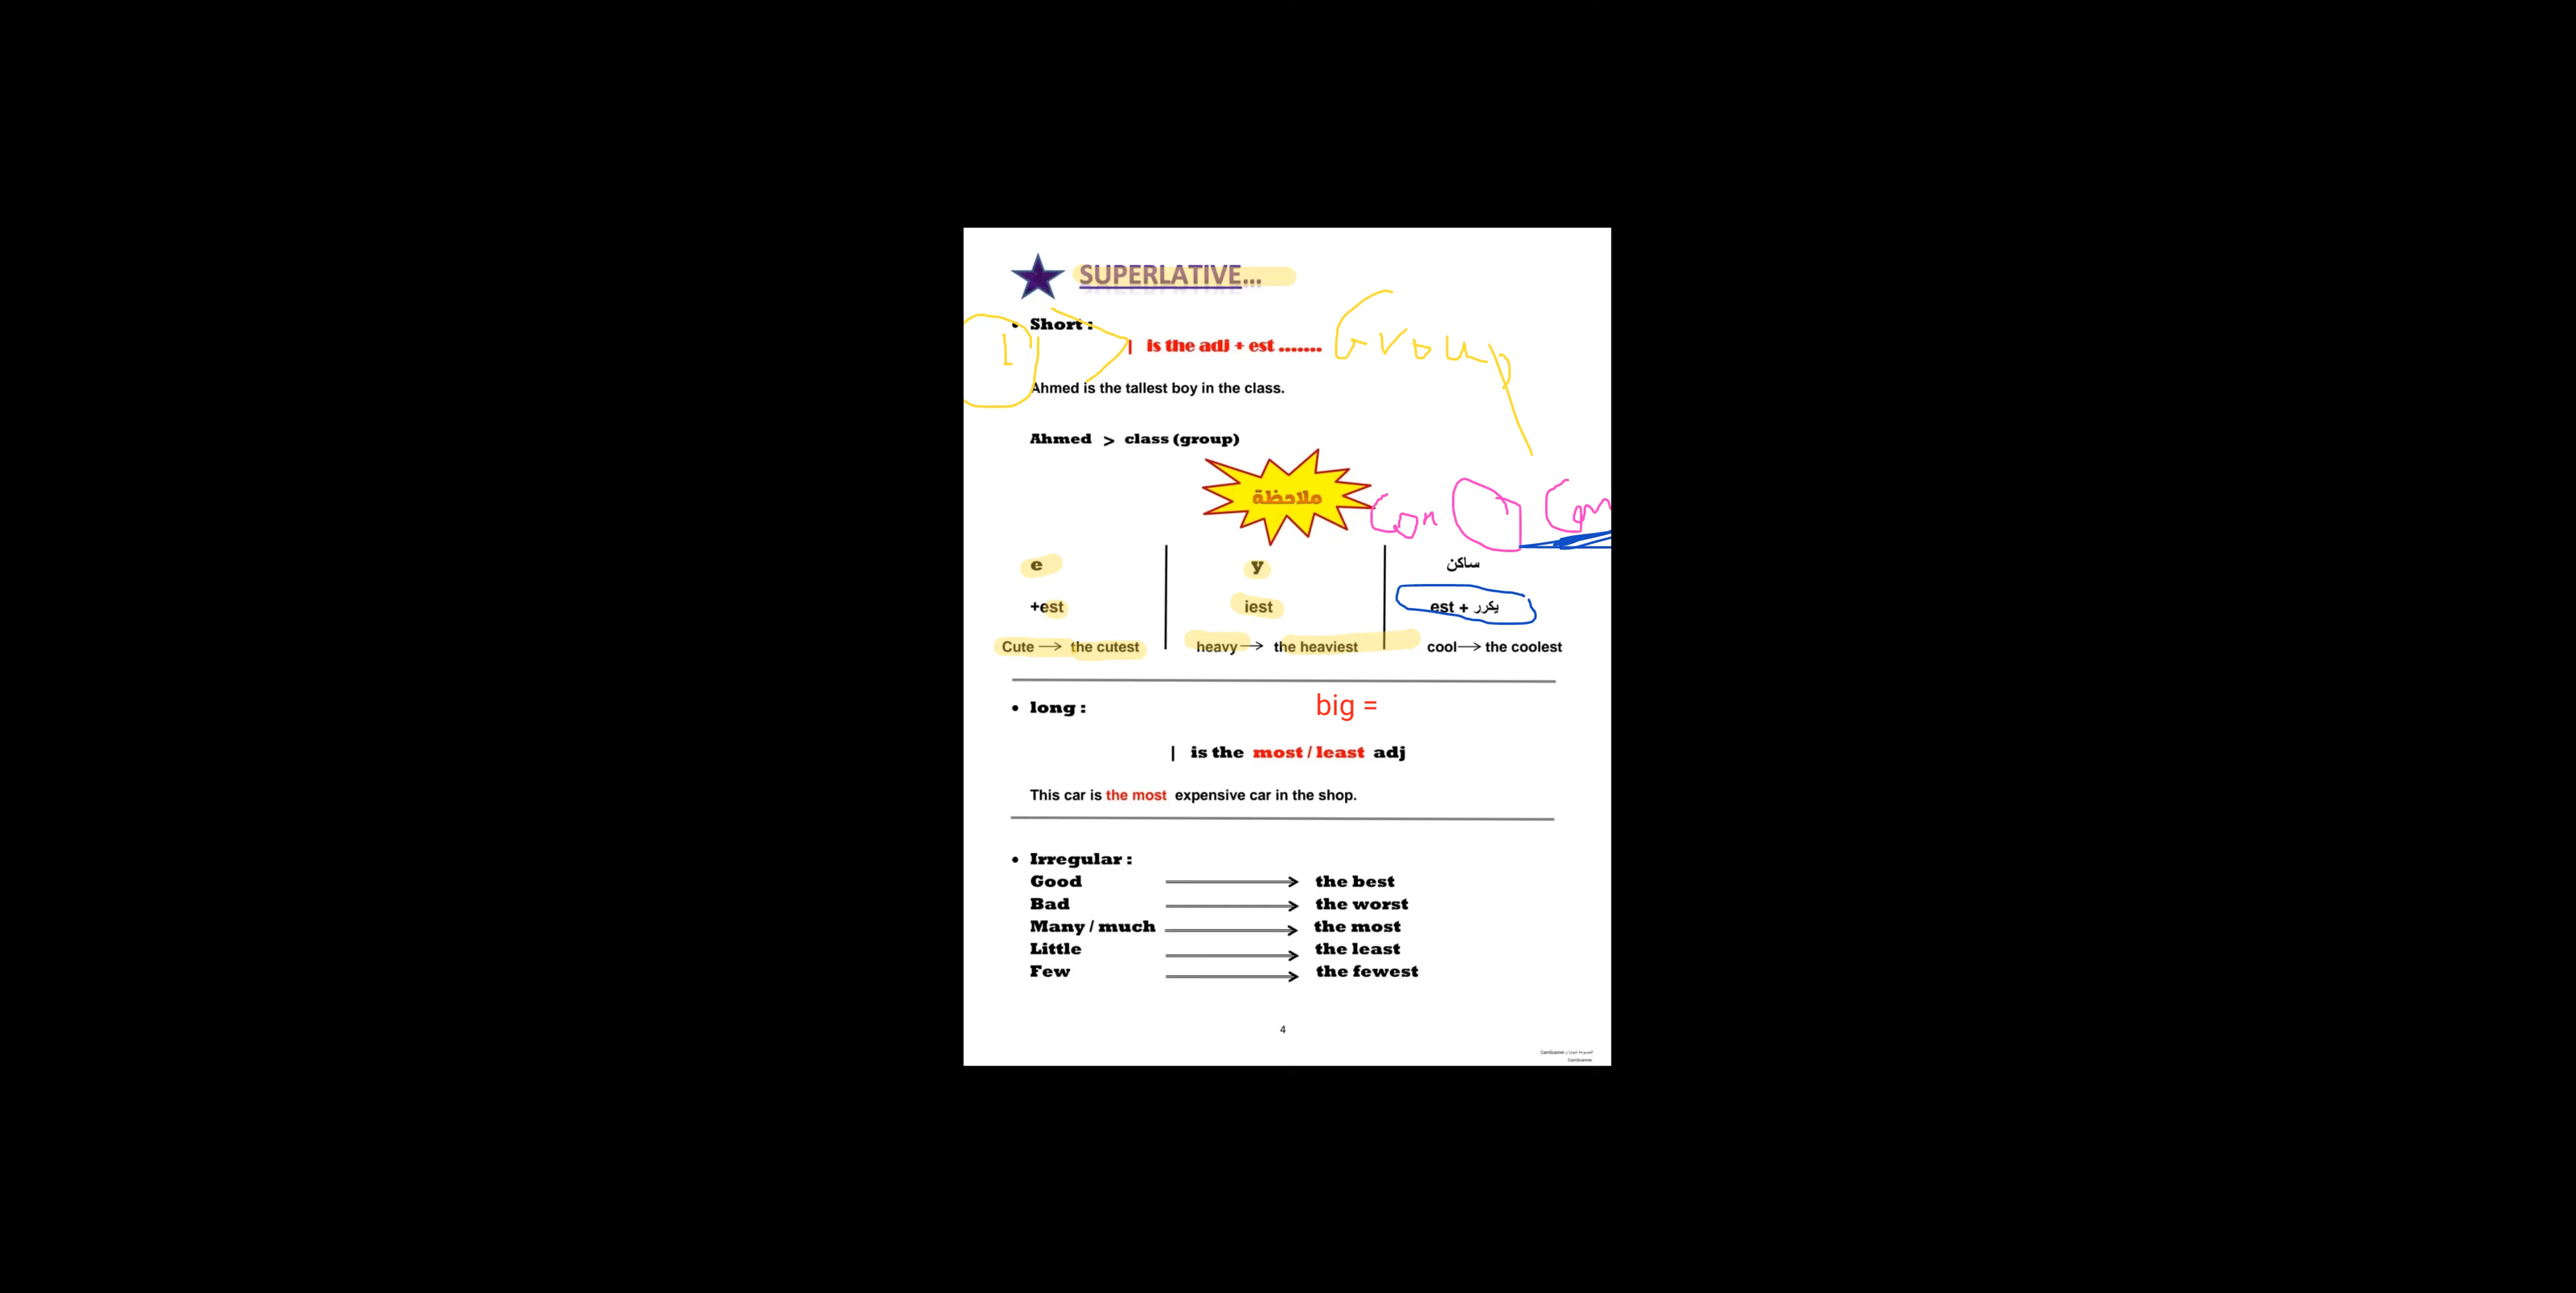 SUPERLATIVE...
• Short :
1
| is the adj + est ....... Group
Ahmed is the tallest boy in the class.
Ahmed > class (group)
ملاحظة
Con
e y ساكن
+est iest est + يكرر
Cute → the cutest heavy → the heaviest cool → the coolest
• long : big =
| is the most / least adj
This car is the most expensive car in the shop.
• Irregular :
Good → the best
Bad → the worst
Many / much → the most
Little → the least
Few → the fewest
4
CamScanner